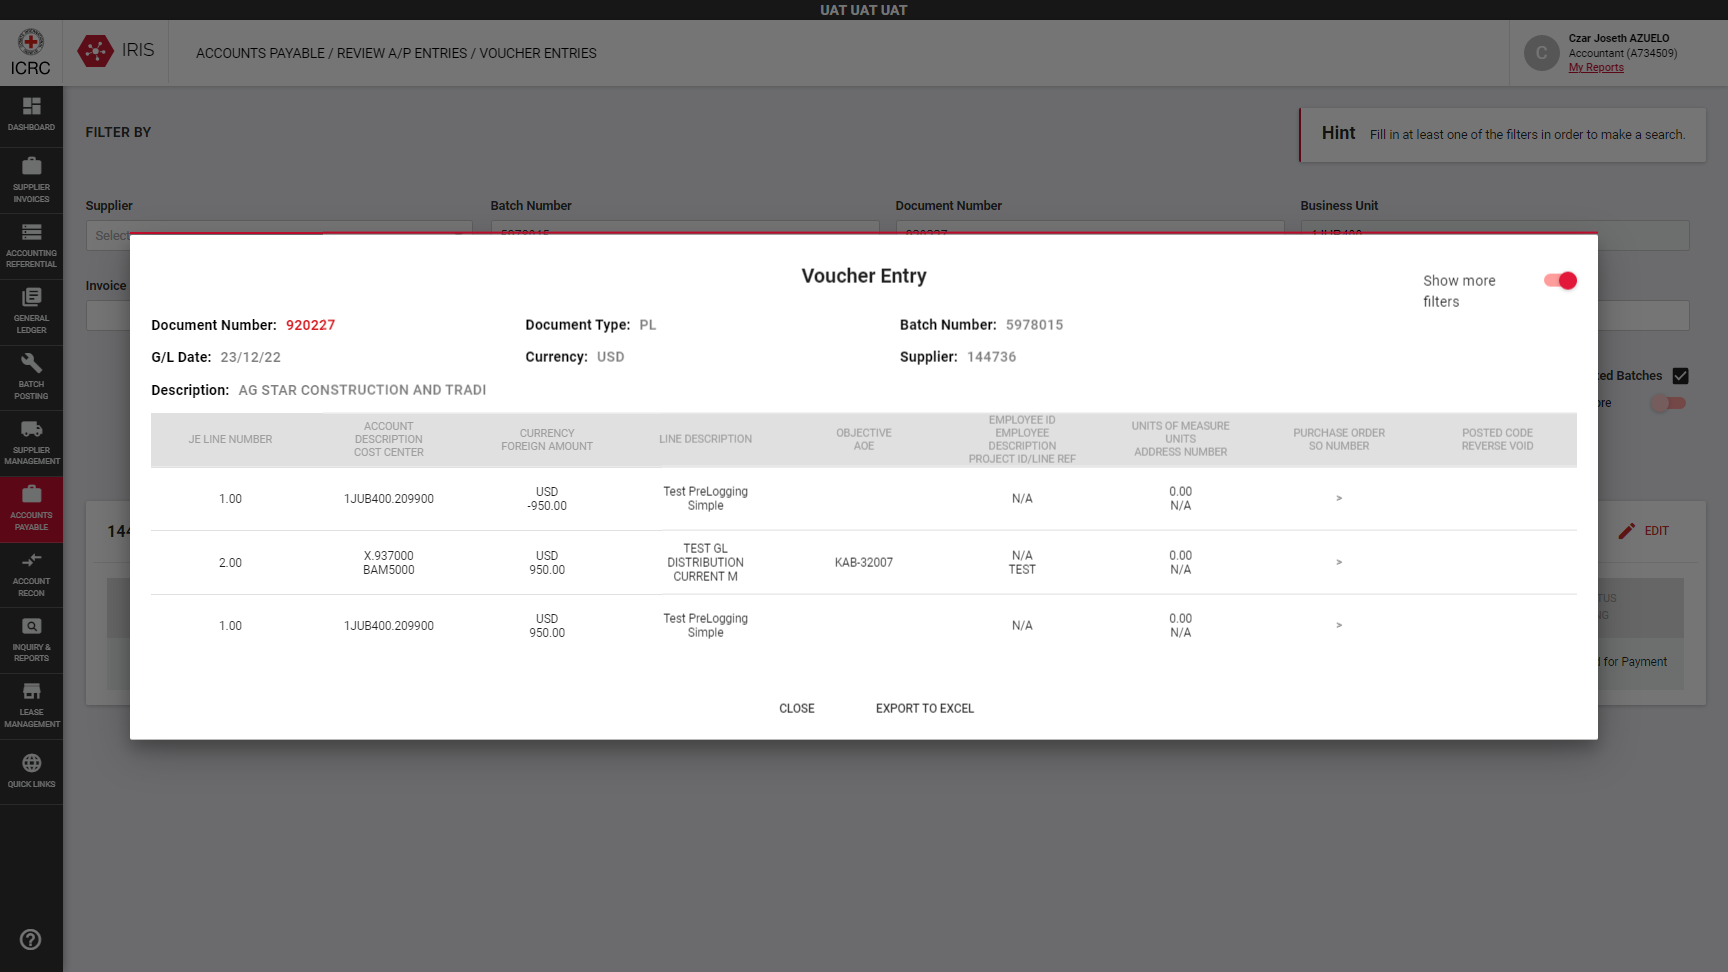 UAT UAT UAT
ICRC
IRIS
ACCOUNTS PAYABLE / REVIEW A/P ENTRIES / VOUCHER ENTRIES
C
Czar Joseth AZUELO
Accountant (A734509)
My Reports
DASHBOARD
SUPPLIER
INVOICES
ACCOUNTING
REFERENTIAL
GENERAL
LEDGER
BATCH
POSTING
SUPPLIER
MANAGEMENT
ACCOUNTS
PAYABLE
ACCOUNT
RECON
INQUIRY &
REPORTS
LEASE
MANAGEMENT
QUICK LINKS
FILTER BY
Hint Fill in at least one of the filters in order to make a search.
Supplier Batch Number Document Number Business Unit
Invoice
Batches
EDIT
for Payment
Voucher Entry
Show more
filters
Document Number: 920227 Document Type: PL Batch Number: 5978015
G/L Date: 23/12/22 Currency: USD Supplier: 144736
Description: AG STAR CONSTRUCTION AND TRADI
JE LINE NUMBER
ACCOUNT
DESCRIPTION
COST CENTER
CURRENCY
FOREIGN AMOUNT
LINE DESCRIPTION
OBJECTIVE
AOE
EMPLOYEE ID
EMPLOYEE
DESCRIPTION
PROJECT ID/LINE REF
UNITS OF MEASURE
UNITS
ADDRESS NUMBER
PURCHASE ORDER
SO NUMBER
POSTED CODE
REVERSE VOID
1.00
1JUB400.209900
USD
-950.00
Test PreLogging
Simple
N/A
0.00
N/A
>
2.00
X.937000
BAM5000
USD
950.00
TEST GL
DISTRIBUTION
CURRENT M
KAB-32007
N/A
TEST
0.00
N/A
>
1.00
1JUB400.209900
USD
950.00
Test PreLogging
Simple
N/A
0.00
N/A
>
CLOSE EXPORT TO EXCEL